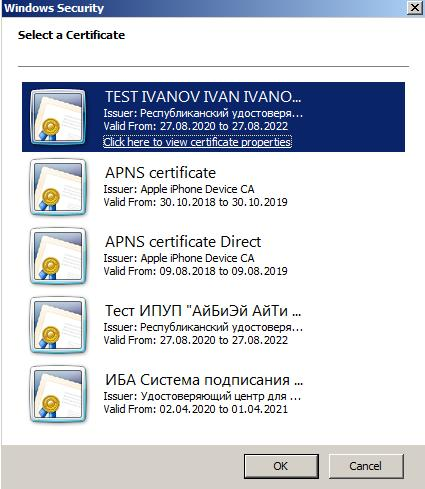 Windows Security
Select a Certificate
TEST IVANOV IVAN IVANO...
Issuer: Республиканский удостоверя...
Valid From: 27.08.2020 to 27.08.2022
Click here to view certificate properties
APNS certificate
Issuer: Apple iPhone Device CA
Valid From: 30.10.2018 to 30.10.2019
APNS certificate Direct
Issuer: Apple iPhone Device CA
Valid From: 09.08.2018 to 09.08.2019
Тест ИПУП "АйБиЭй АйТи ...
Issuer: Республиканский удостоверя...
Valid From: 27.08.2020 to 27.08.2022
ИБА Система подписания ...
Issuer: Удостоверяющий центр для ...
Valid From: 02.04.2020 to 01.04.2021
OK Cancel